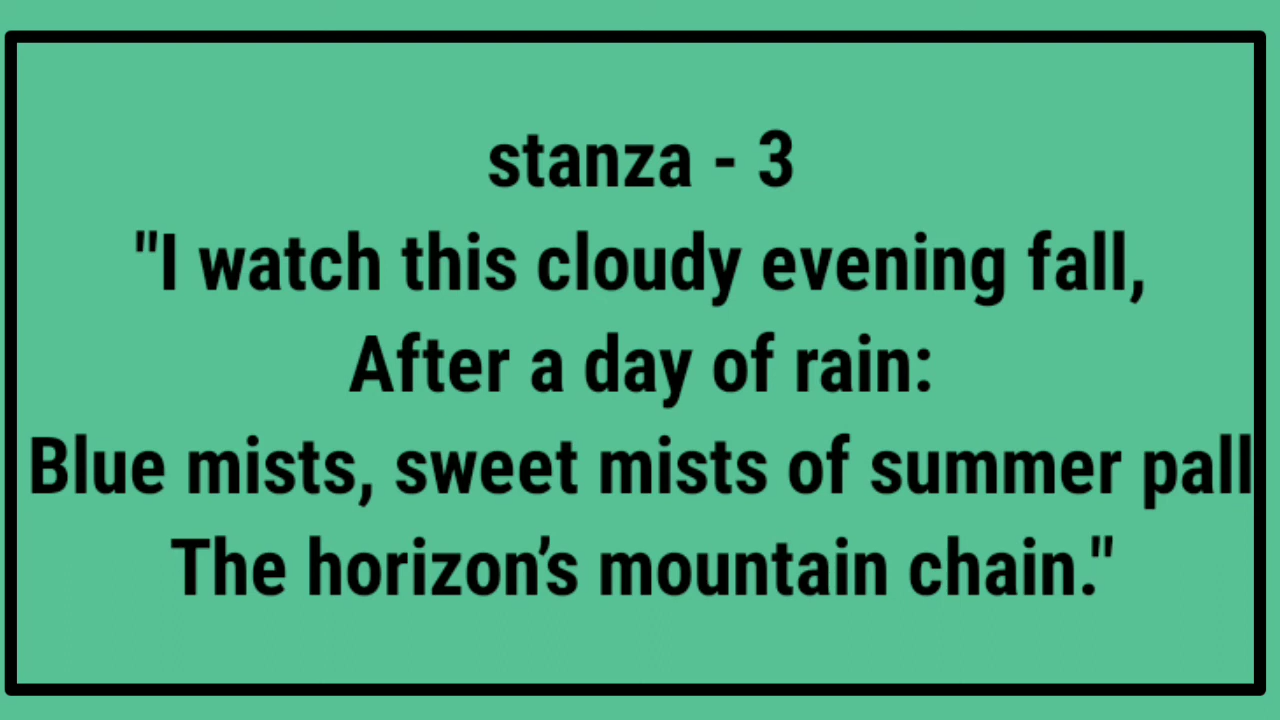 stanza - 3
"I watch this cloudy evening fall,
After a day of rain:
Blue mists, sweet mists of summer pall
The horizon’s mountain chain."